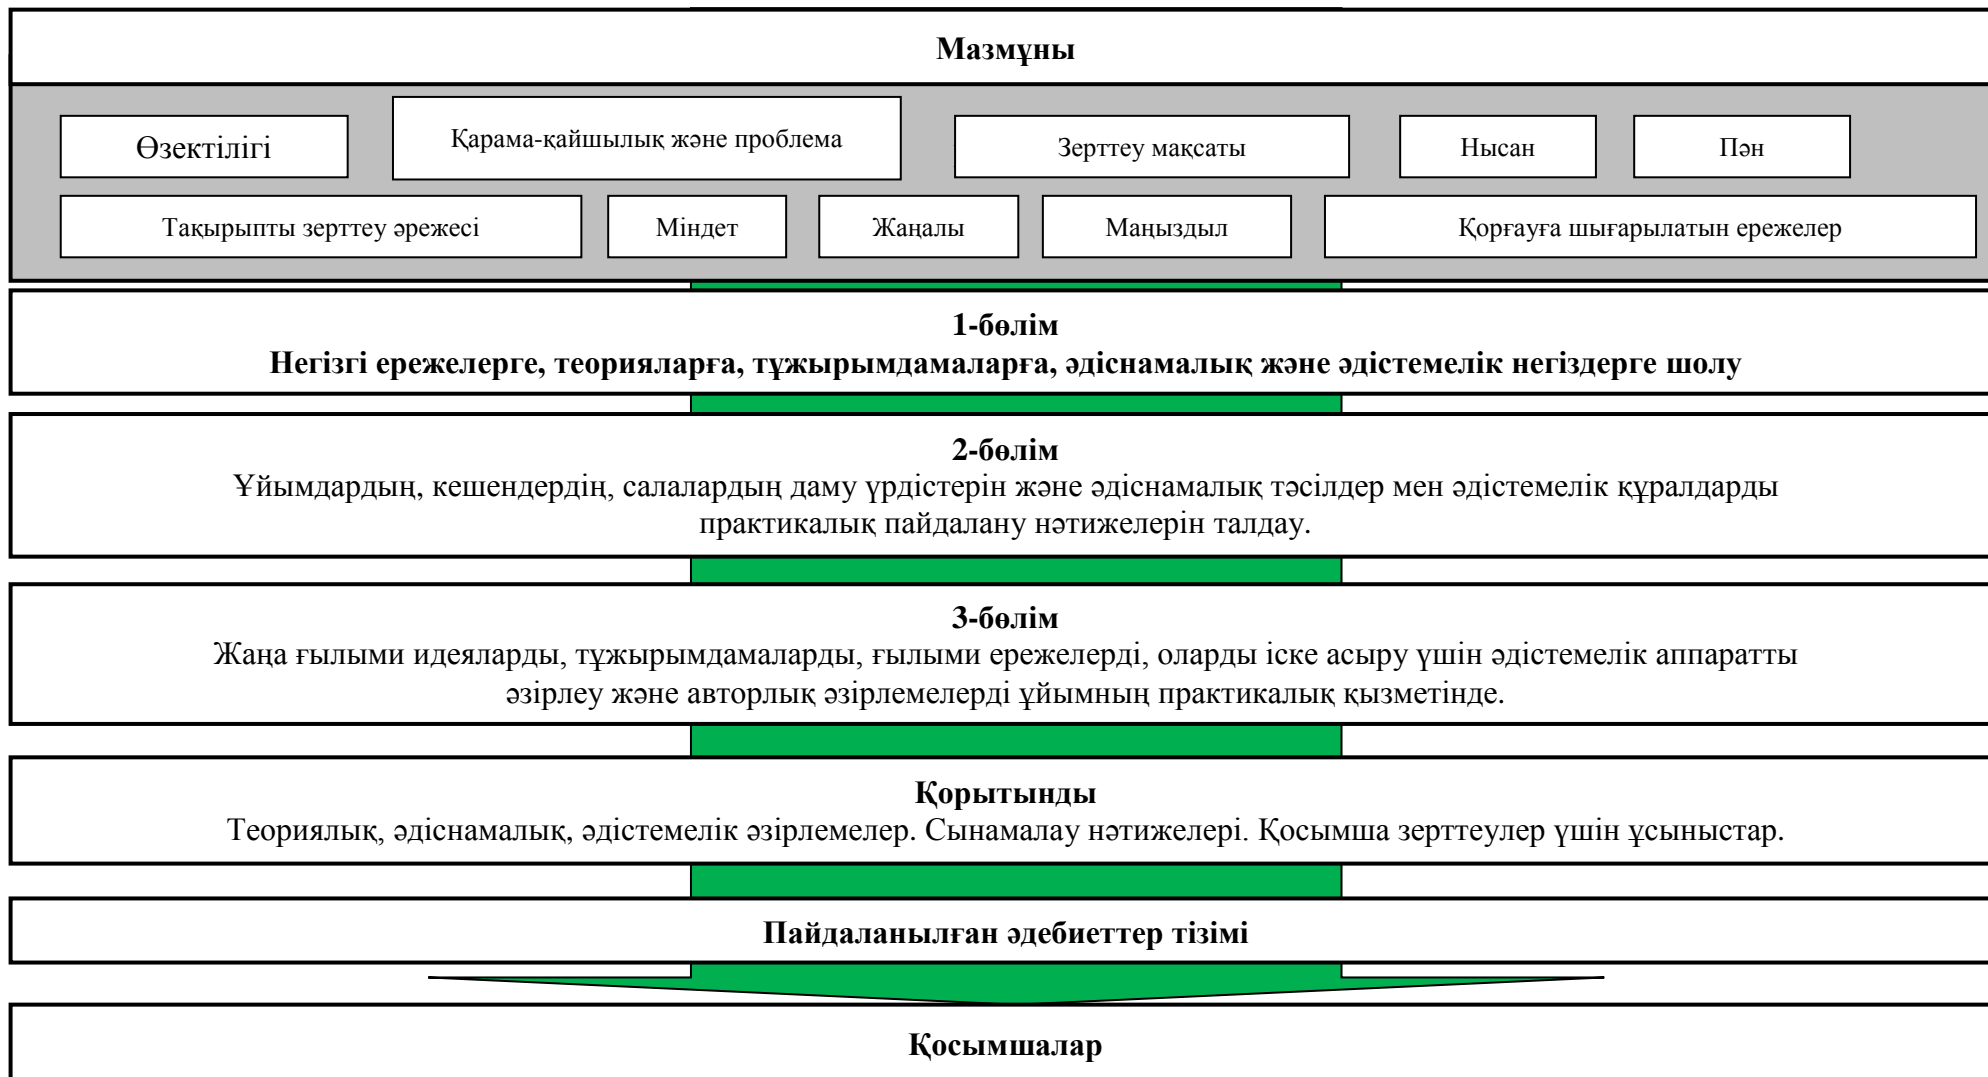 Мазмұны
Өзектілігі
Қарама-қайшылық және проблема
Зерттеу мақсаты
Нысан
Пән
Тақырыпты зерттеу әрежесі
Міндет
Жаңалы
Маңыздыл
Қорғауға шығарылатын ережелер
1-бөлім
Негізгі ережелерге, теорияларға, тұжырымдамаларға, әдіснамалық және әдістемелік негіздерге шолу
2-бөлім
Ұйымдардың, кешендердің, салалардың даму үрдістерін және әдіснамалық тәсілдер мен әдістемелік құралдарды
практикалық пайдалану нәтижелерін талдау.
3-бөлім
Жаңа ғылыми идеяларды, тұжырымдамаларды, ғылыми ережелерді, оларды іске асыру үшін әдістемелік аппаратты
әзірлеу және авторлық әзірлемелерді ұйымның практикалық қызметінде.
Қорытынды
Теориялық, әдіснамалық, әдістемелік әзірлемелер. Сынамалау нәтижелері. Қосымша зерттеулер үшін ұсыныстар.
Пайдаланылған әдебиеттер тізімі
Қосымшалар